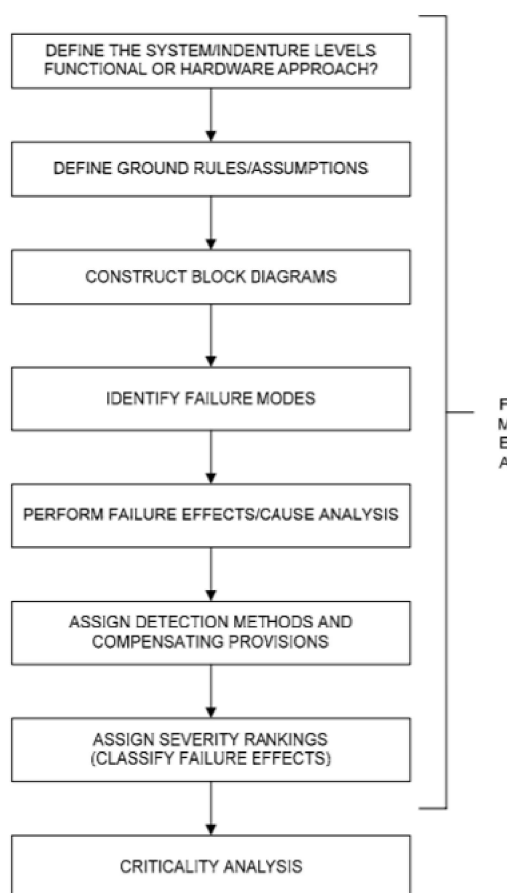 DEFINE THE SYSTEM/INDENTURE LEVELS
FUNCTIONAL OR HARDWARE APPROACH?
DEFINE GROUND RULES/ASSUMPTIONS
CONSTRUCT BLOCK DIAGRAMS
IDENTIFY FAILURE MODES
PERFORM FAILURE EFFECTS/CAUSE ANALYSIS
ASSIGN DETECTION METHODS AND
COMPENSATING PROVISIONS
ASSIGN SEVERITY RANKINGS
(CLASSIFY FAILURE EFFECTS)
CRITICALITY ANALYSIS